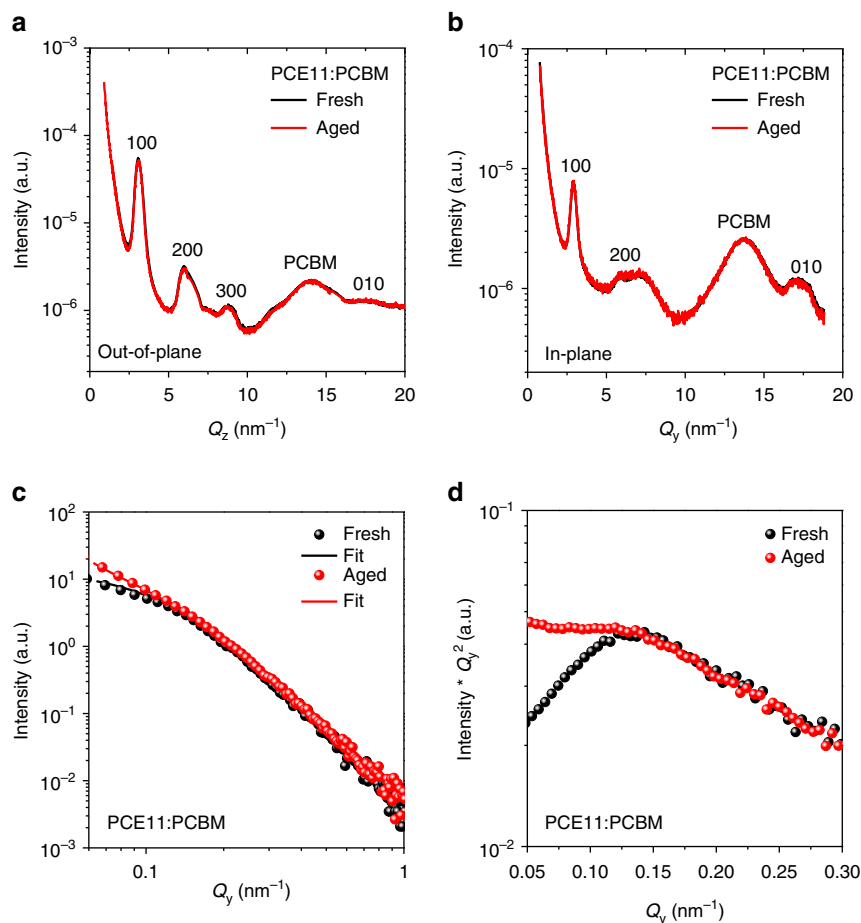 a
10⁻³
10⁻⁴
10⁻⁵
10⁻⁶
Intensity (a.u.)
PCE11:PCBM
Fresh
Aged
100
200
300
PCBM
010
Out-of-plane
0 5 10 15 20
Q_z (nm⁻¹)
b
10⁻⁴
10⁻⁵
10⁻⁶
Intensity (a.u.)
PCE11:PCBM
Fresh
Aged
100
200
PCBM
010
In-plane
0 5 10 15 20
Q_y (nm⁻¹)
c
10²
10¹
10⁰
10⁻¹
10⁻²
10⁻³
Intensity (a.u.)
Fresh
Fit
Aged
Fit
PCE11:PCBM
0.1 1
Q_y (nm⁻¹)
d
10⁻¹
10⁻²
Intensity * Q_y²  (a.u.)
Fresh
Aged
PCE11:PCBM
0.05 0.10 0.15 0.20 0.25 0.30
Q_y (nm⁻¹)